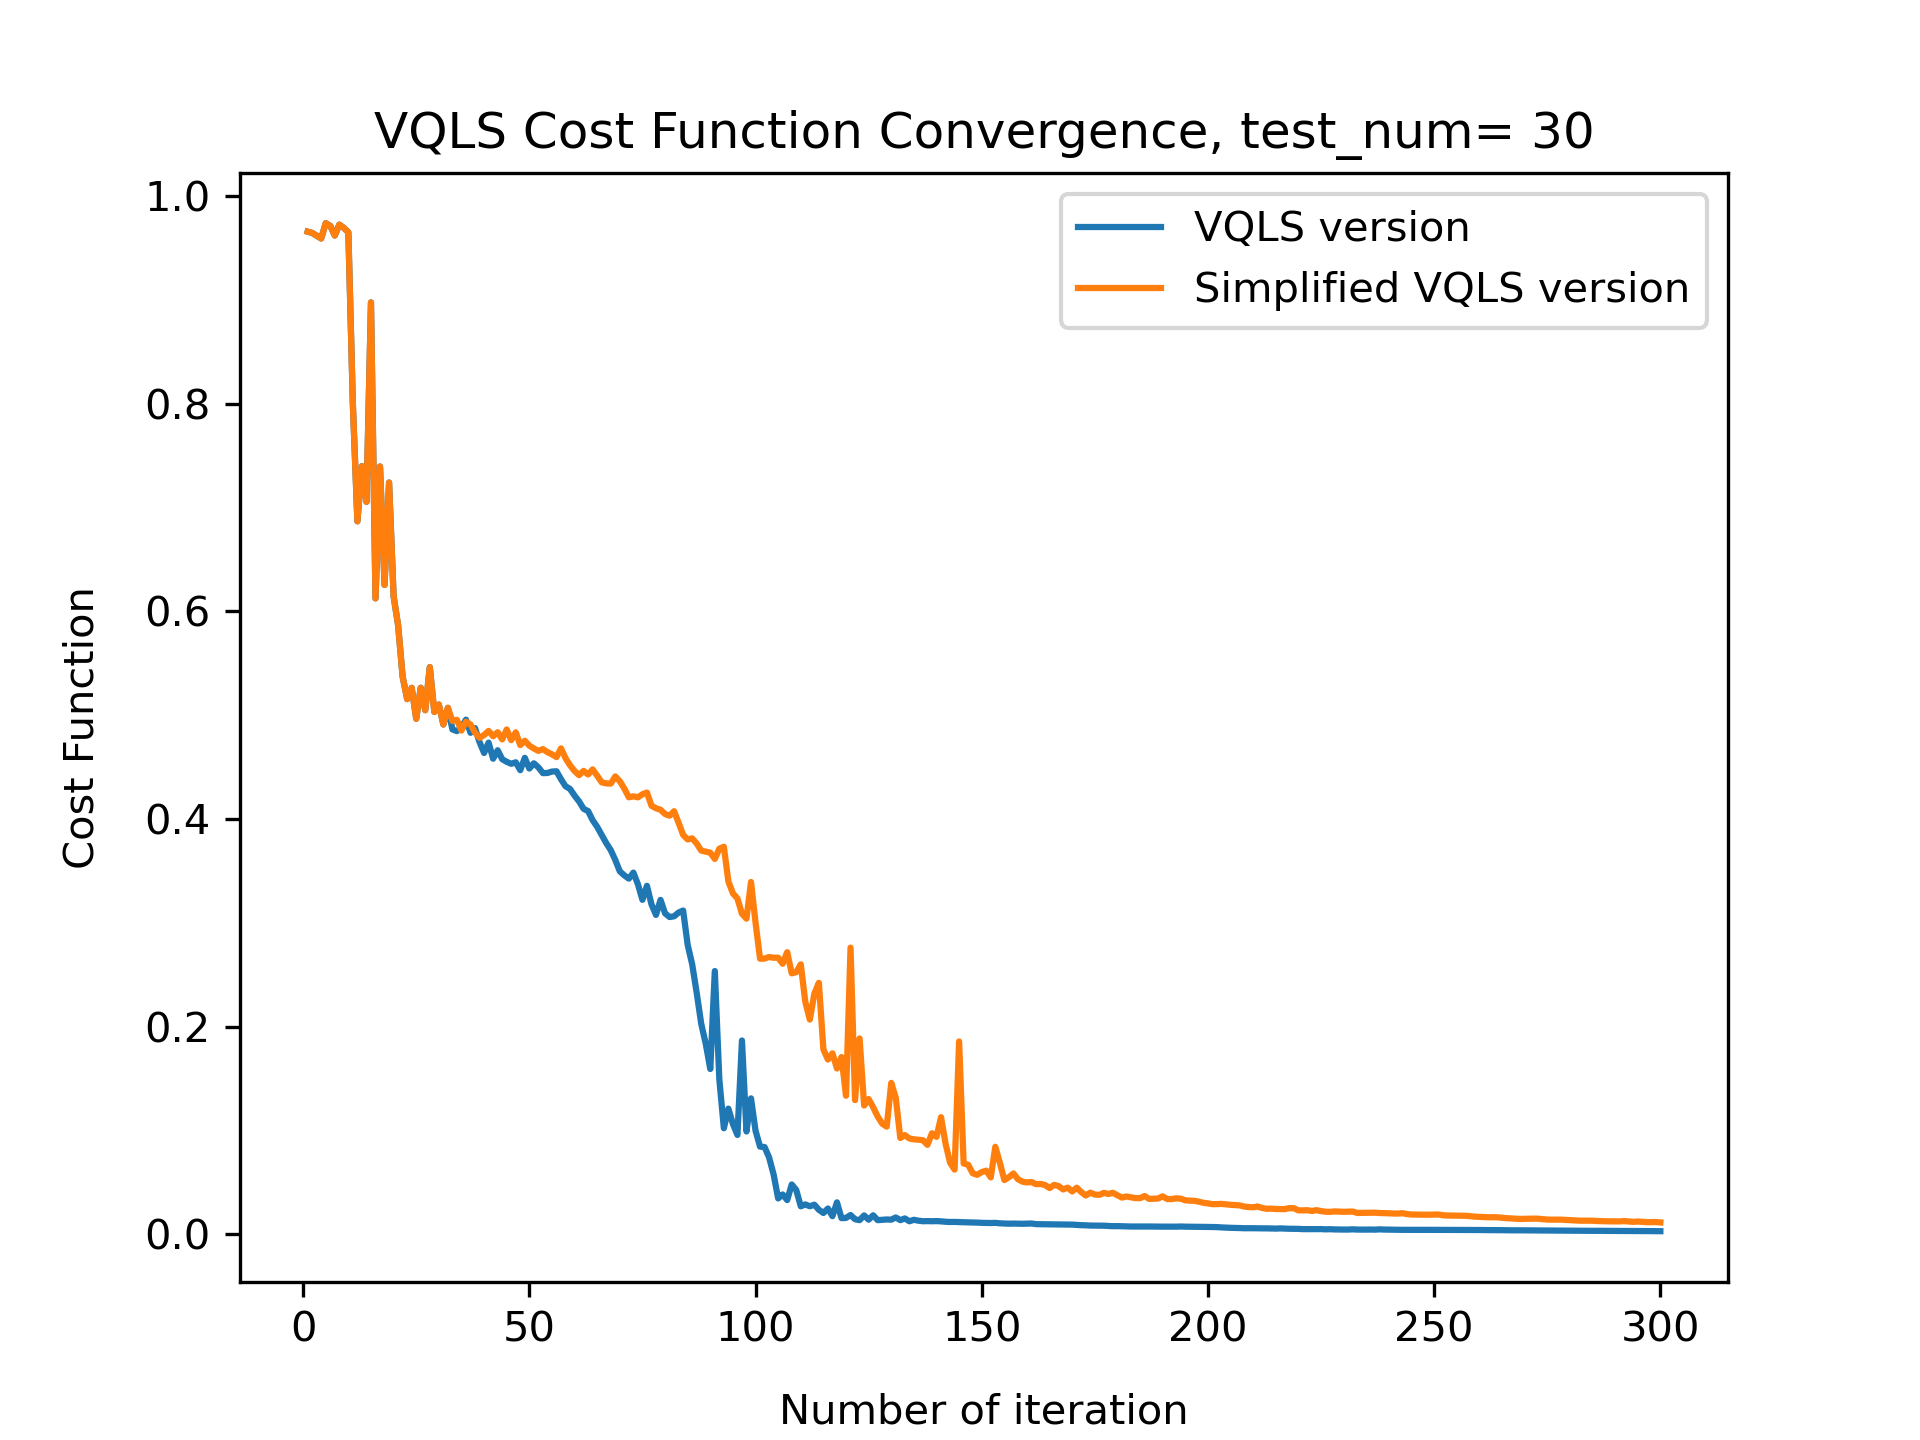 VQLS Cost Function Convergence, test_num= 30
VQLS version
Simplified VQLS version
1.0
0.8
0.6
0.4
0.2
0.0
Cost Function
0 50 100 150 200 250 300
Number of iteration